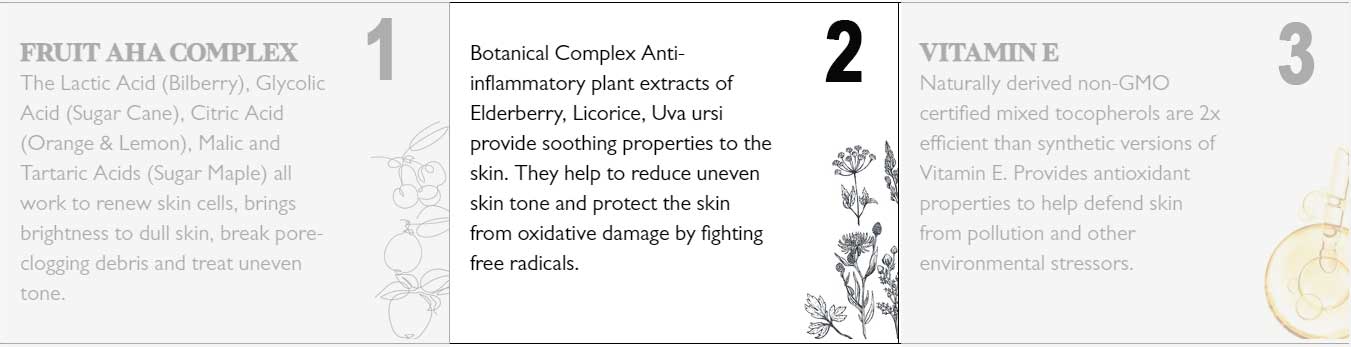 1
FRUIT AHA COMPLEX
The Lactic Acid (Bilberry), Glycolic
Acid (Sugar Cane), Citric Acid
(Orange & Lemon), Malic and
Tartaric Acids (Sugar Maple) all
work to renew skin cells, brings
brightness to dull skin, break pore-
clogging debris and treat uneven
tone.
2
Botanical Complex Anti-
inflammatory plant extracts of
Elderberry, Licorice, Uva ursi
provide soothing properties to the
skin. They help to reduce uneven
skin tone and protect the skin
from oxidative damage by fighting
free radicals.
3
VITAMIN E
Naturally derived non-GMO
certified mixed tocopherols are 2x
efficient than synthetic versions of
Vitamin E. Provides antioxidant
properties to help defend skin
from pollution and other
environmental stressors.